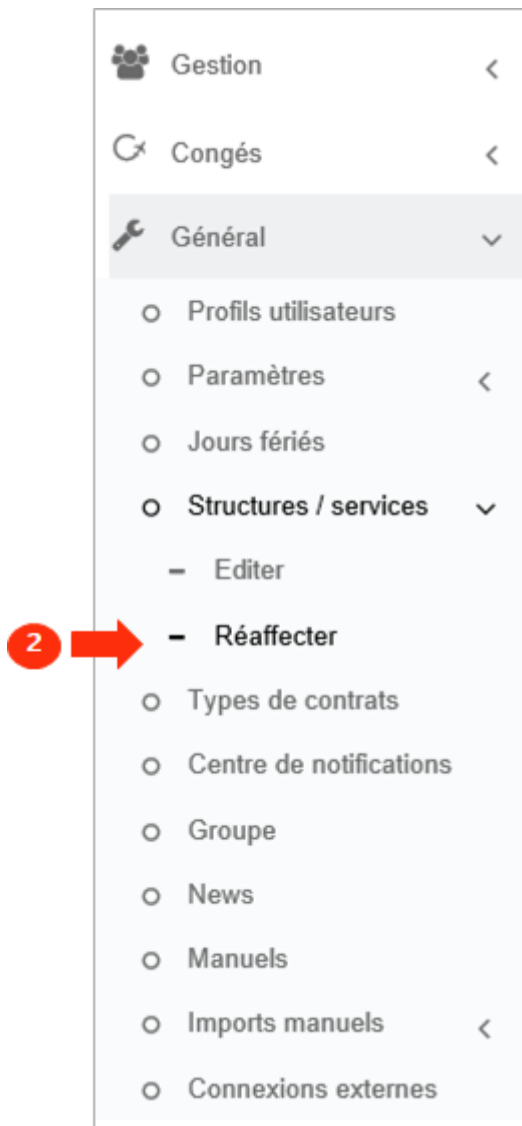 Gestion
Congés
Général
Profils utilisateurs
Paramètres
Jours fériés
Structures / services
Editer
2 Réaffecter
Types de contrats
Centre de notifications
Groupe
News
Manuels
Imports manuels
Connexions externes